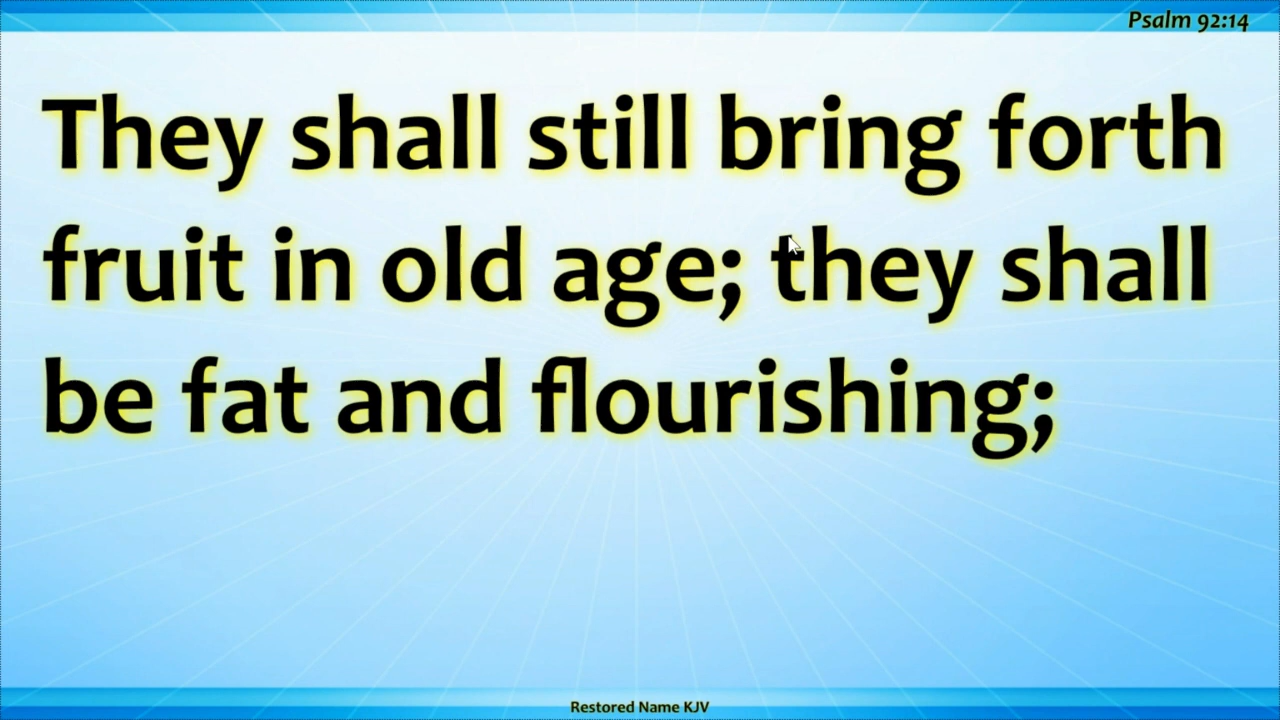 Psalm 92:14
They shall still bring forth
fruit in old age; they shall
be fat and flourishing;
Restored Name KJV